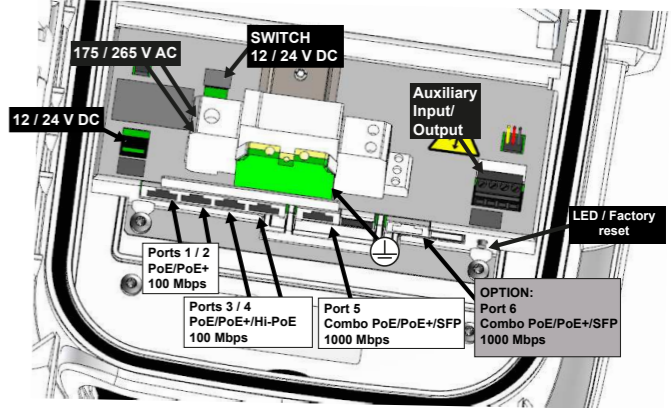 SWITCH
12 / 24 V DC
175 / 265 V AC
12 / 24 V DC
Auxiliary
Input/
Output
LED / Factory
reset
Ports 1 / 2
PoE/PoE+
100 Mbps
Ports 3 / 4
PoE/PoE+/Hi-PoE
100 Mbps
Port 5
Combo PoE/PoE+/SFP
1000 Mbps
OPTION:
Port 6
Combo PoE/PoE+/SFP
1000 Mbps